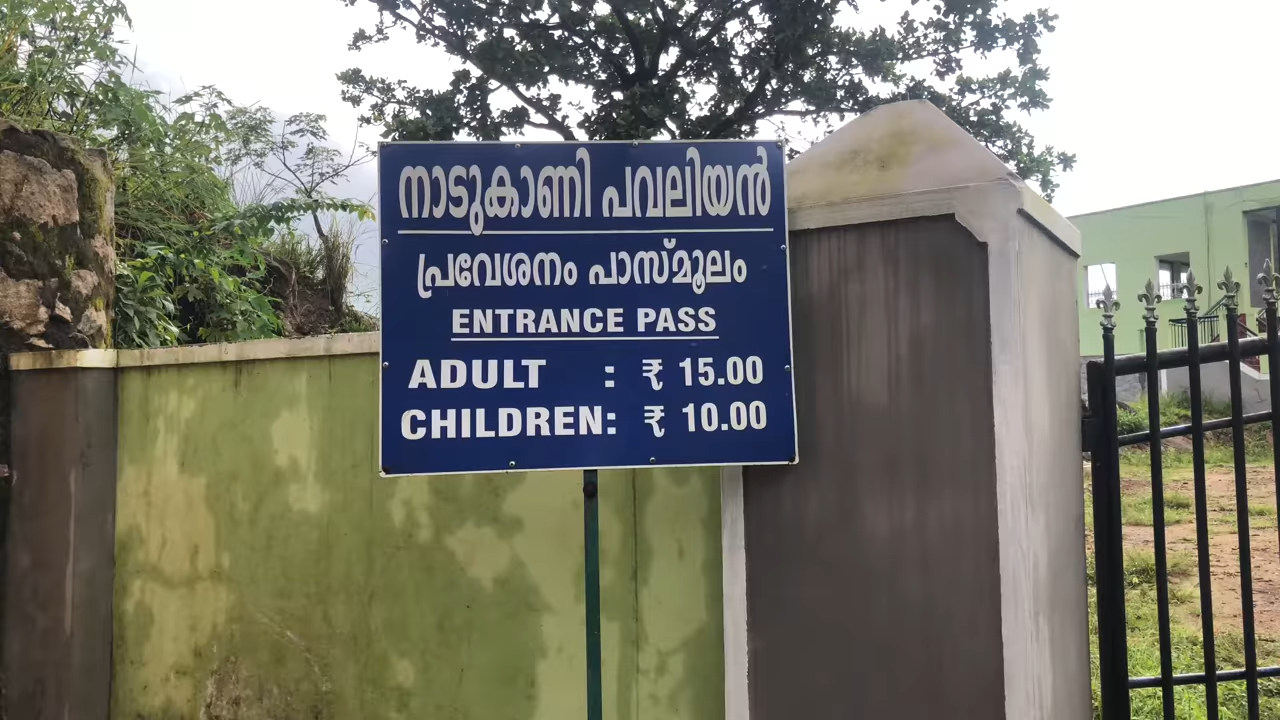 നാടുകാണി പവലിയൻ
പ്രവേശനം പാസ്മൂലം
ENTRANCE PASS
ADULT : ₹ 15.00
CHILDREN: ₹ 10.00